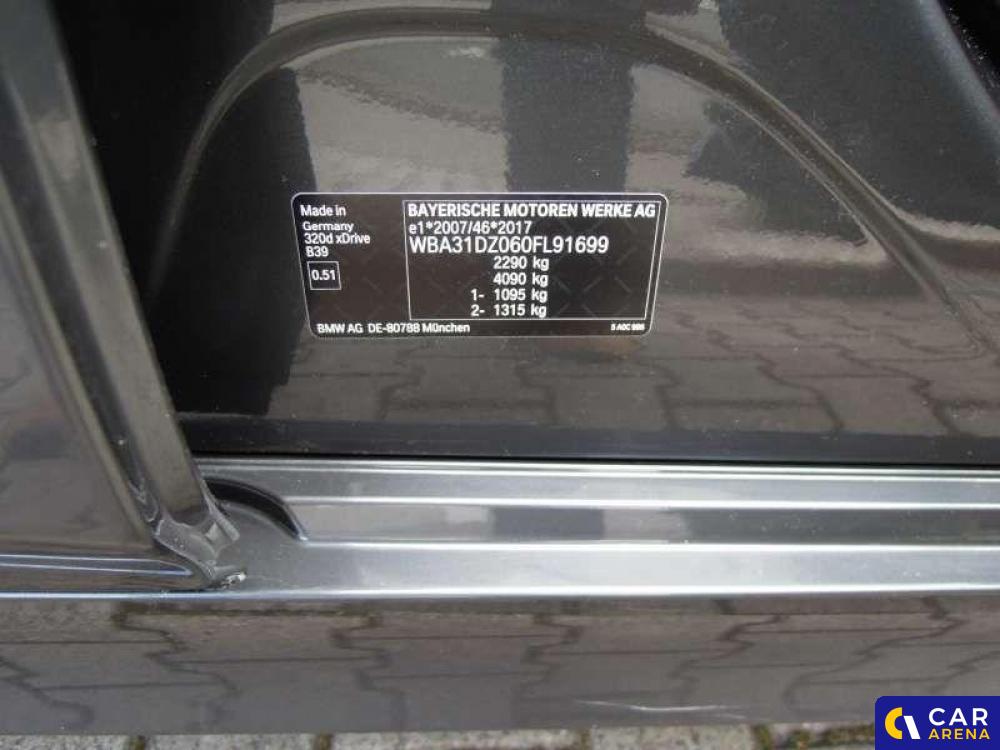 Made in
Germany
320d xDrive
B39
0.51
BAYERISCHE MOTOREN WERKE AG
e1*2007/46*2017
WBA31DZ060FL91699
2290 kg
4090 kg
1- 1095 kg
2- 1315 kg
BMW AG DE-80788 München
CAR
ARENA